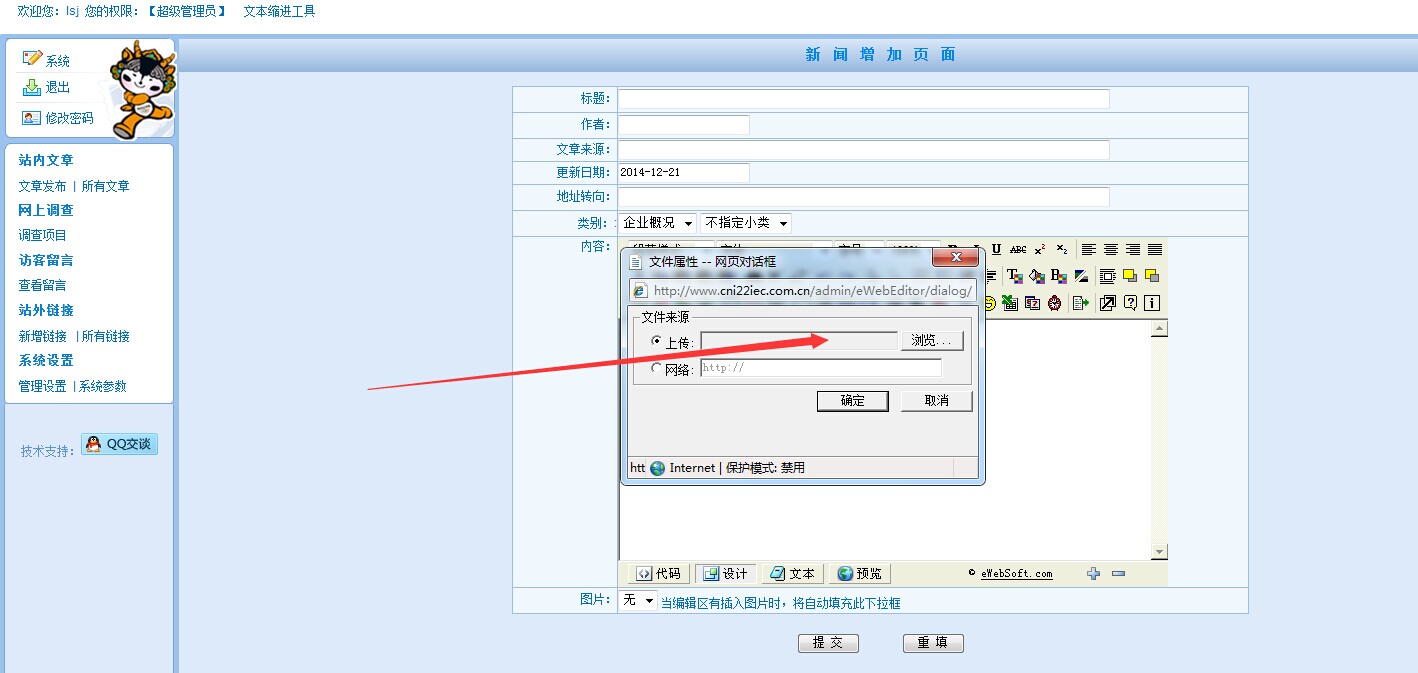 欢迎您：lsj 您的权限：【超级管理员】 文本缩进工具
系统
退出
修改密码
站内文章
文章发布 | 所有文章
网上调查
调查项目
访客留言
查看留言
站外链接
新增链接 |所有链接
系统设置
管理设置 |系统参数
技术支持： QQ交谈
新 闻 增 加 页 面
标题：
作者：
文章来源：
更新日期： 2014-12-21
地址转向：
类别： 企业概况 不指定小类
内容：
U ABC x² x₂
文件属性 -- 网页对话框
http://www.cni22iec.com.cn/admin/eWebEditor/dialog/
文件来源
上传: 浏览...
网络: http://
确定 取消
htt Internet | 保护模式: 禁用
代码 设计 文本 预览 © eWebSoft.com
图片： 无 当编辑区有插入图片时，将自动填充此下拉框
提 交 重 填